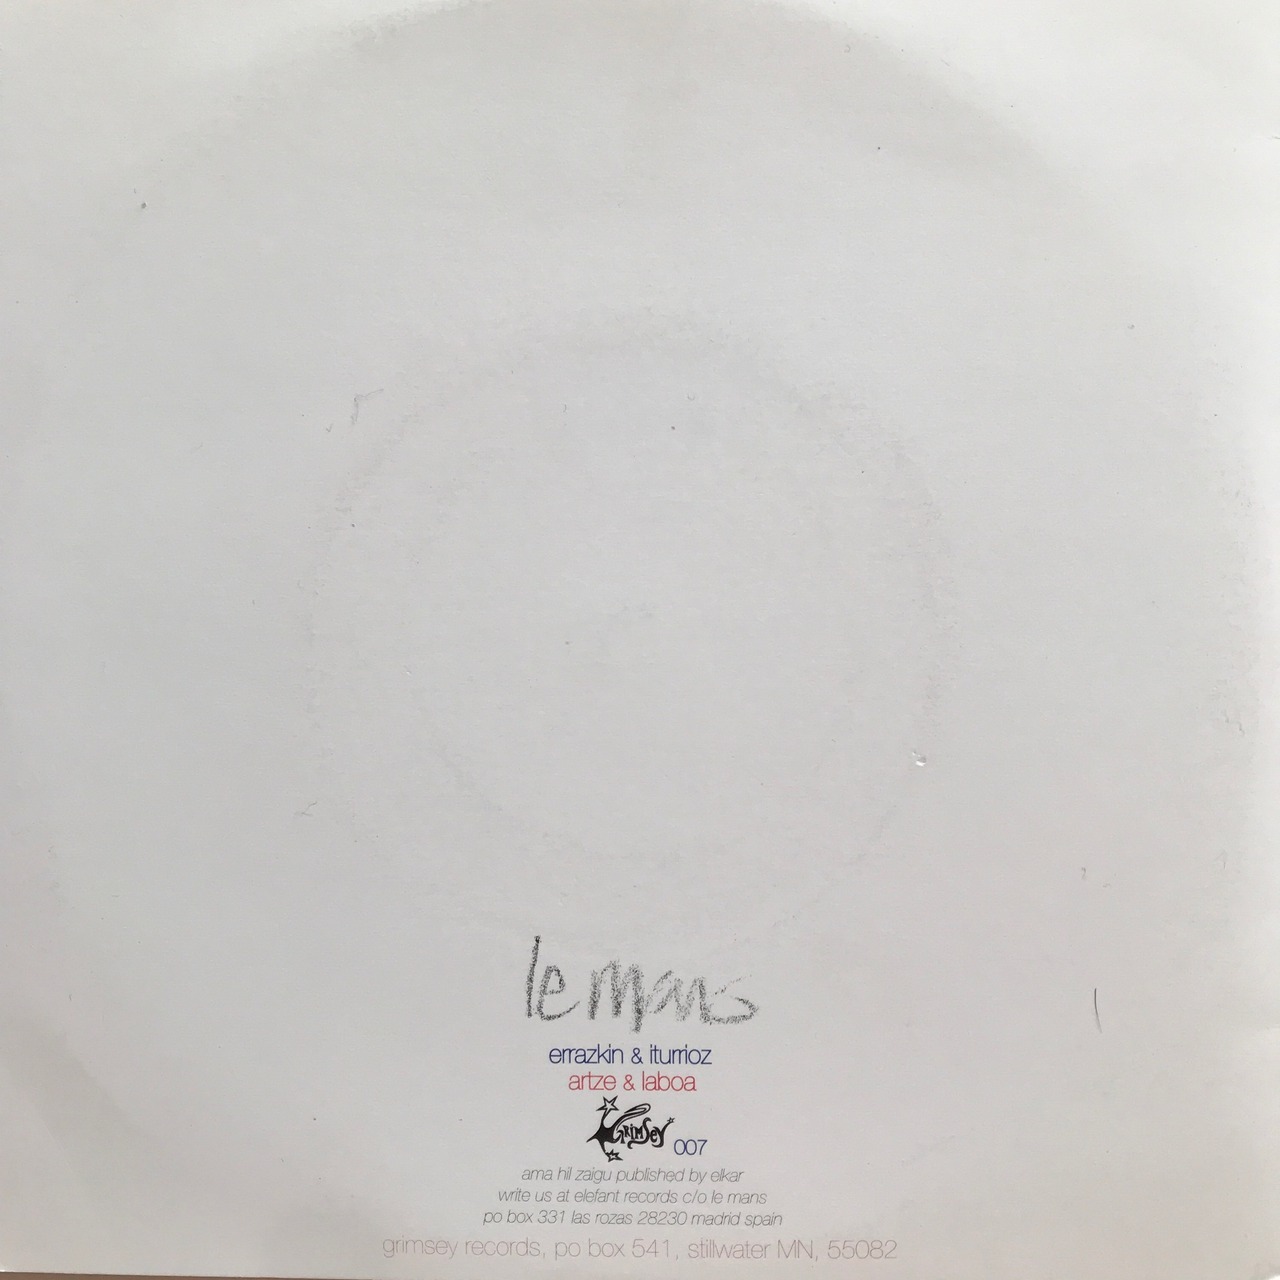 le mans
errazkin & iturrioz
artze & laboa
Grimsey 007
ama hil zaigu published by elkar
write us at elefant records c/o le mans
po box 331 las rozas 28230 madrid spain
grimsey records, po box 541, stillwater MN, 55082